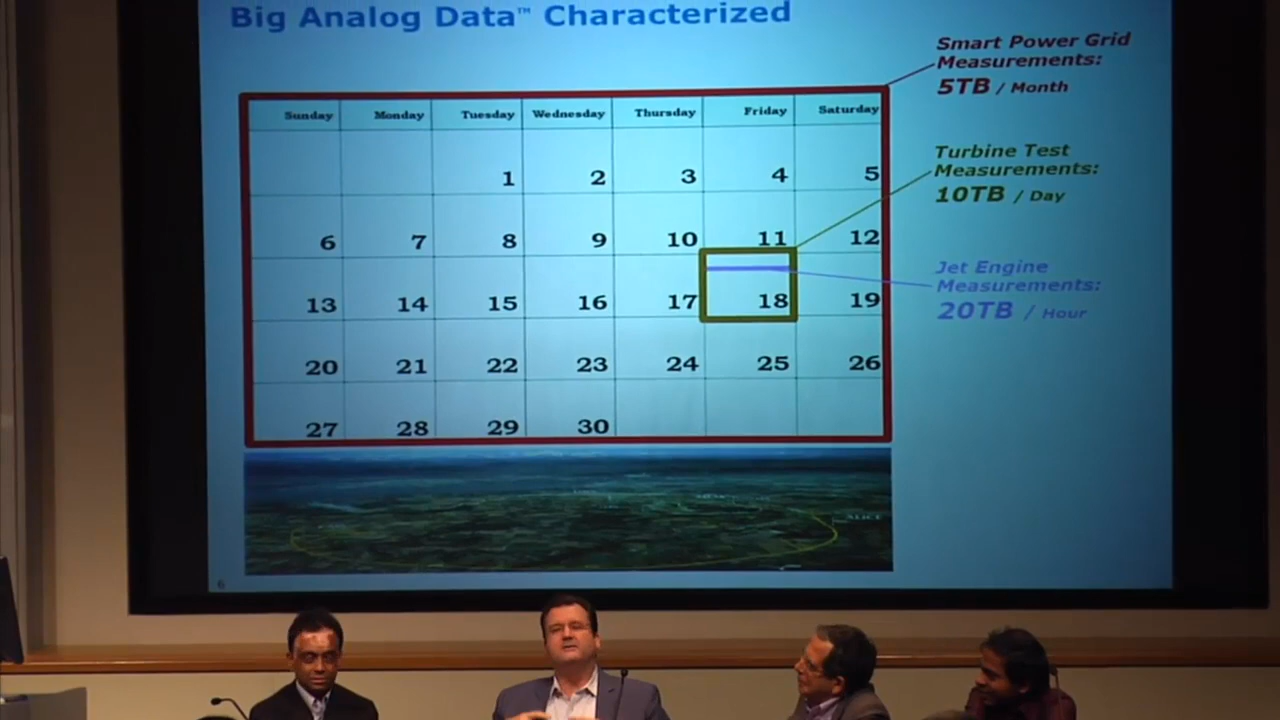 Big Analog Data™ Characterized
Smart Power Grid
Measurements:
5TB / Month
Sunday Monday Tuesday Wednesday Thursday Friday Saturday
1 2 3 4 5
6 7 8 9 10 11 12
13 14 15 16 17 18 19
20 21 22 23 24 25 26
27 28 29 30
Turbine Test
Measurements:
10TB / Day
Jet Engine
Measurements:
20TB / Hour
6